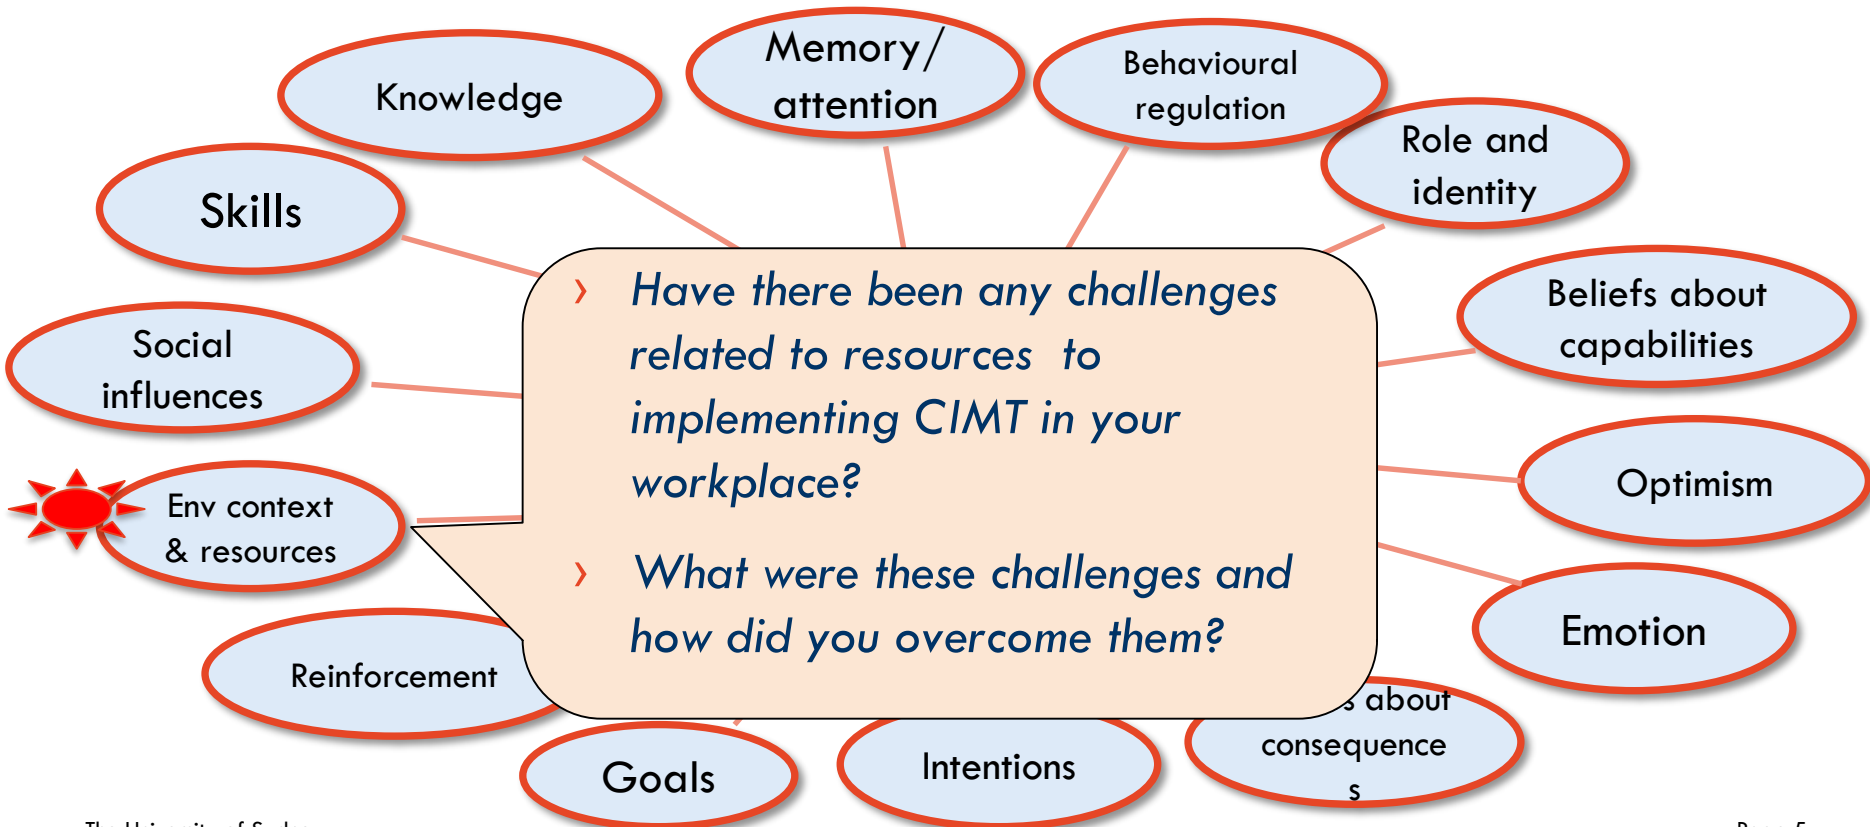 Memory/
attention
Behavioural
regulation
Knowledge
Role and
identity
Skills
Beliefs about
capabilities
Social
influences
Optimism
Env context
& resources
Emotion
Reinforcement
about
consequence
s
Goals
Intentions
› Have there been any challenges
related to resources to
implementing CIMT in your
workplace?
› What were these challenges and
how did you overcome them?